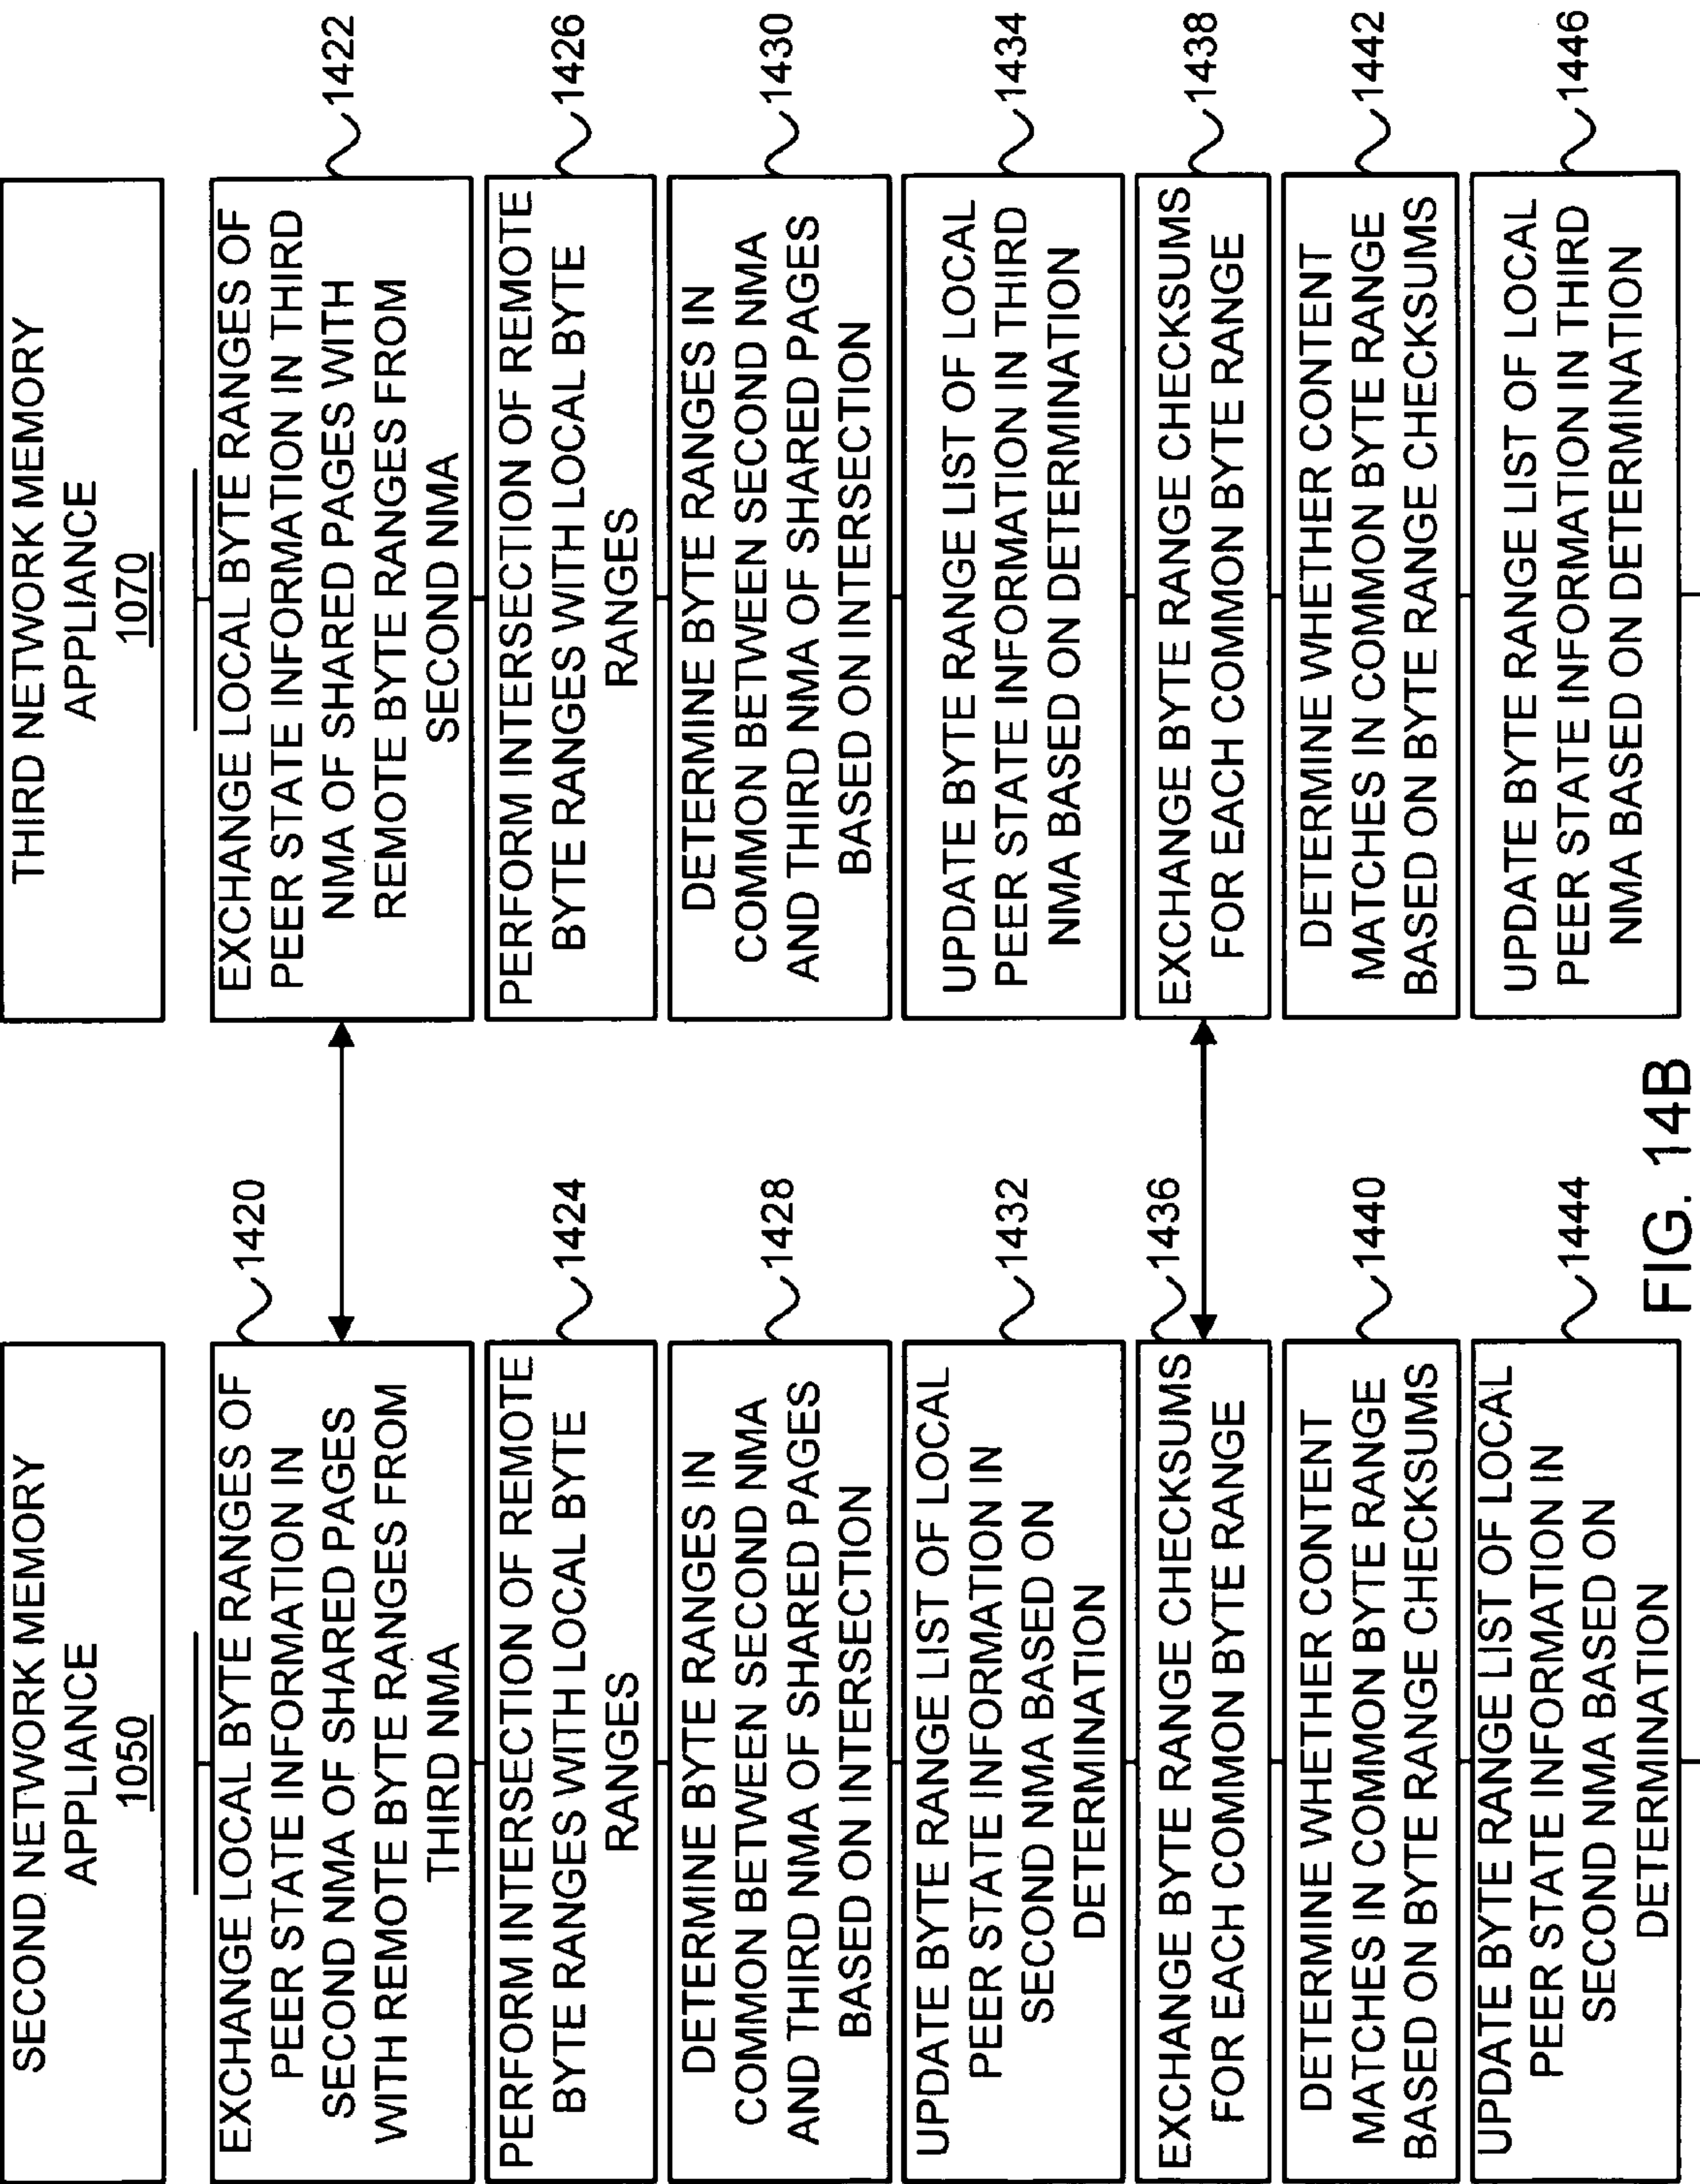 SECOND NETWORK MEMORY
APPLIANCE
1050
EXCHANGE LOCAL BYTE RANGES OF
PEER STATE INFORMATION IN
SECOND NMA OF SHARED PAGES
WITH REMOTE BYTE RANGES FROM
THIRD NMA
1420
PERFORM INTERSECTION OF REMOTE
BYTE RANGES WITH LOCAL BYTE
RANGES
1424
DETERMINE BYTE RANGES IN
COMMON BETWEEN SECOND NMA
AND THIRD NMA OF SHARED PAGES
BASED ON INTERSECTION
1428
UPDATE BYTE RANGE LIST OF LOCAL
PEER STATE INFORMATION IN
SECOND NMA BASED ON
DETERMINATION
1432
EXCHANGE BYTE RANGE CHECKSUMS
FOR EACH COMMON BYTE RANGE
1436
DETERMINE WHETHER CONTENT
MATCHES IN COMMON BYTE RANGE
BASED ON BYTE RANGE CHECKSUMS
1440
UPDATE BYTE RANGE LIST OF LOCAL
PEER STATE INFORMATION IN
SECOND NMA BASED ON
DETERMINATION
1444
THIRD NETWORK MEMORY
APPLIANCE
1070
EXCHANGE LOCAL BYTE RANGES OF
PEER STATE INFORMATION IN THIRD
NMA OF SHARED PAGES WITH
REMOTE BYTE RANGES FROM
SECOND NMA
1422
PERFORM INTERSECTION OF REMOTE
BYTE RANGES WITH LOCAL BYTE
RANGES
1426
DETERMINE BYTE RANGES IN
COMMON BETWEEN SECOND NMA
AND THIRD NMA OF SHARED PAGES
BASED ON INTERSECTION
1430
UPDATE BYTE RANGE LIST OF LOCAL
PEER STATE INFORMATION IN THIRD
NMA BASED ON DETERMINATION
1434
EXCHANGE BYTE RANGE CHECKSUMS
FOR EACH COMMON BYTE RANGE
1438
DETERMINE WHETHER CONTENT
MATCHES IN COMMON BYTE RANGE
BASED ON BYTE RANGE CHECKSUMS
1442
UPDATE BYTE RANGE LIST OF LOCAL
PEER STATE INFORMATION IN THIRD
NMA BASED ON DETERMINATION
1446
FIG. 14B